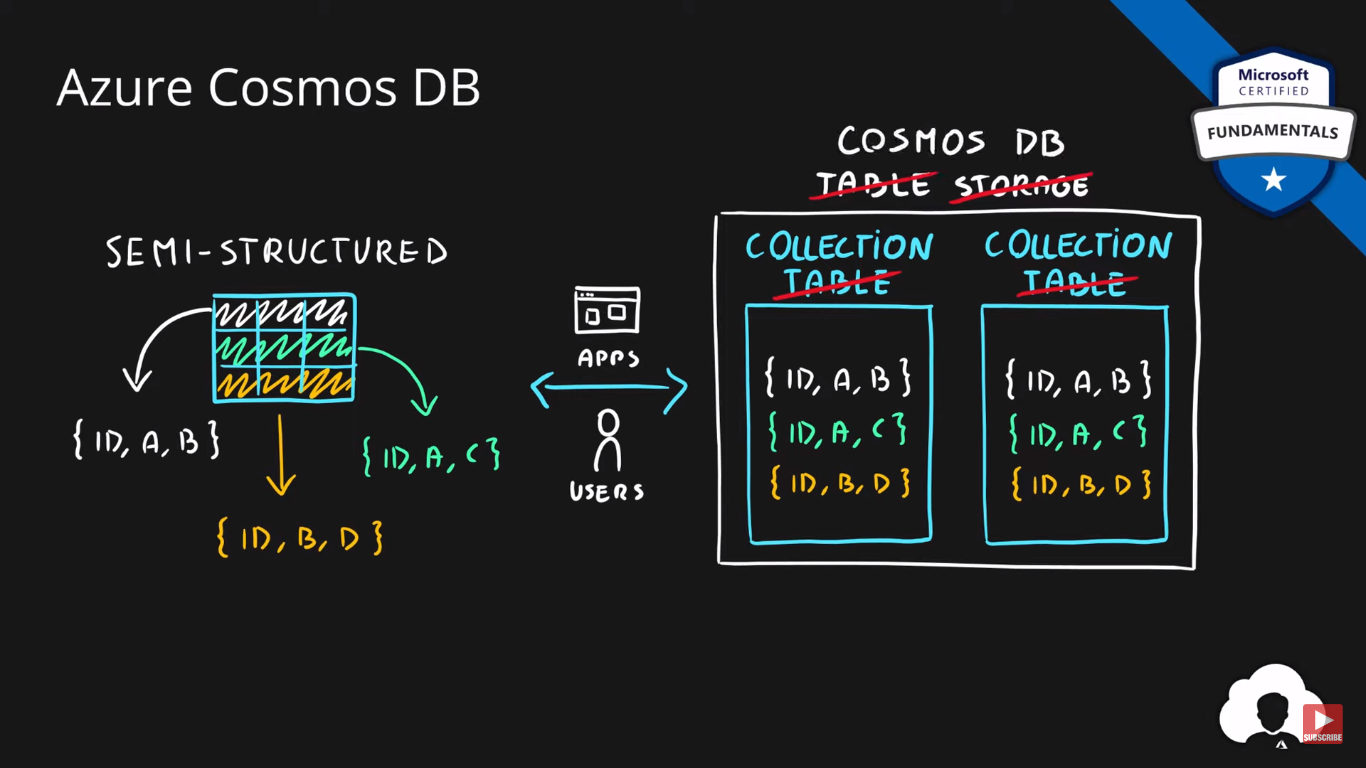 Azure Cosmos DB
Microsoft
CERTIFIED
FUNDAMENTALS
COSMOS DB
TABLE STORAGE
SEMI-STRUCTURED
{ID, A, B}
{ID, A, C}
{ID, B, D}
APPS
USERS
COLLECTION
TABLE
{ID, A, B}
{ID, A, C}
{ID, B, D}
COLLECTION
TABLE
{ID, A, B}
{ID, A, C}
{ID, B, D}
SUBSCRIBE